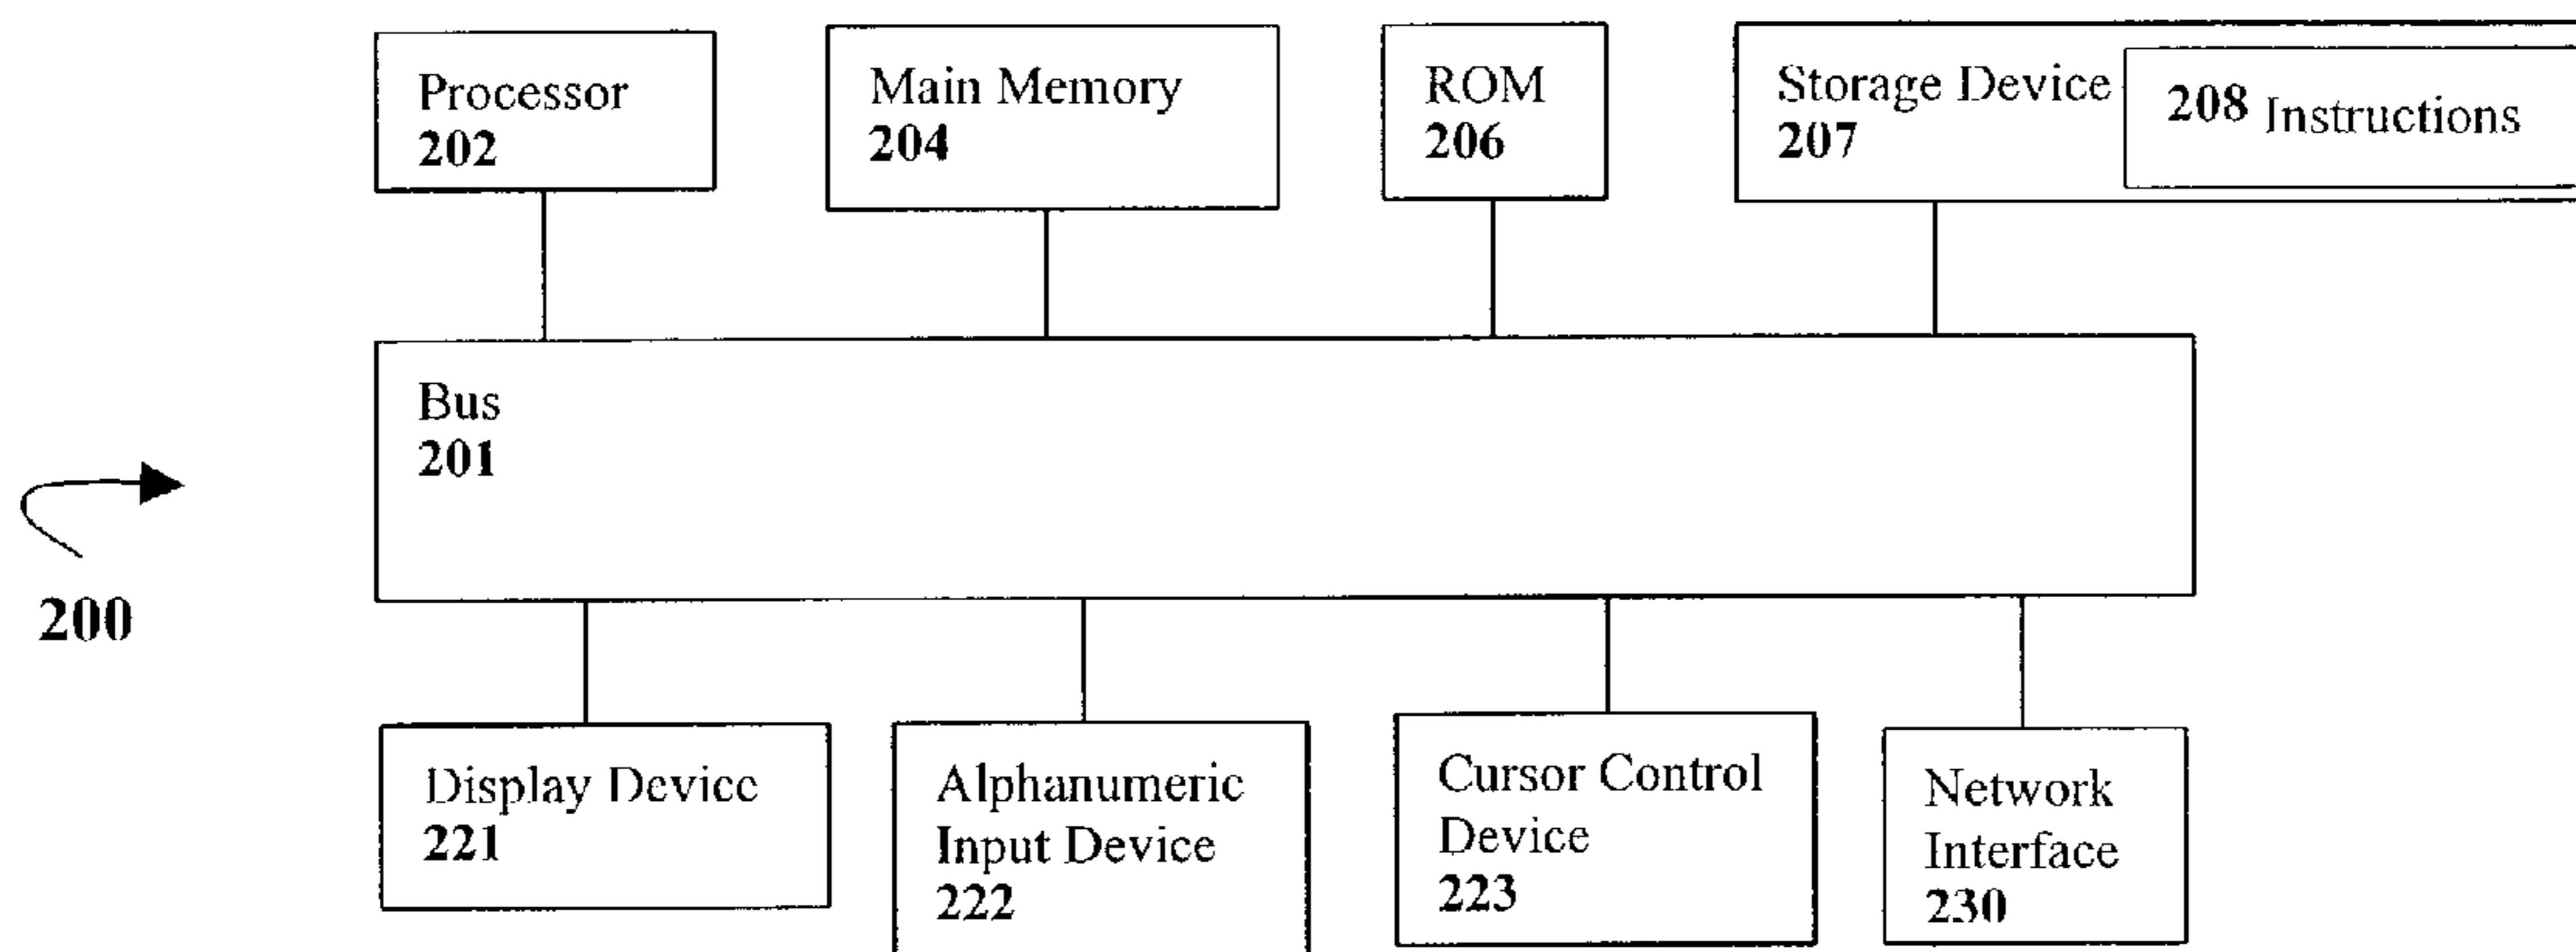 Processor
202
Main Memory
204
ROM
206
Storage Device
207
208 Instructions
Bus
201
200
Display Device
221
Alphanumeric
Input Device
222
Cursor Control
Device
223
Network
Interface
230